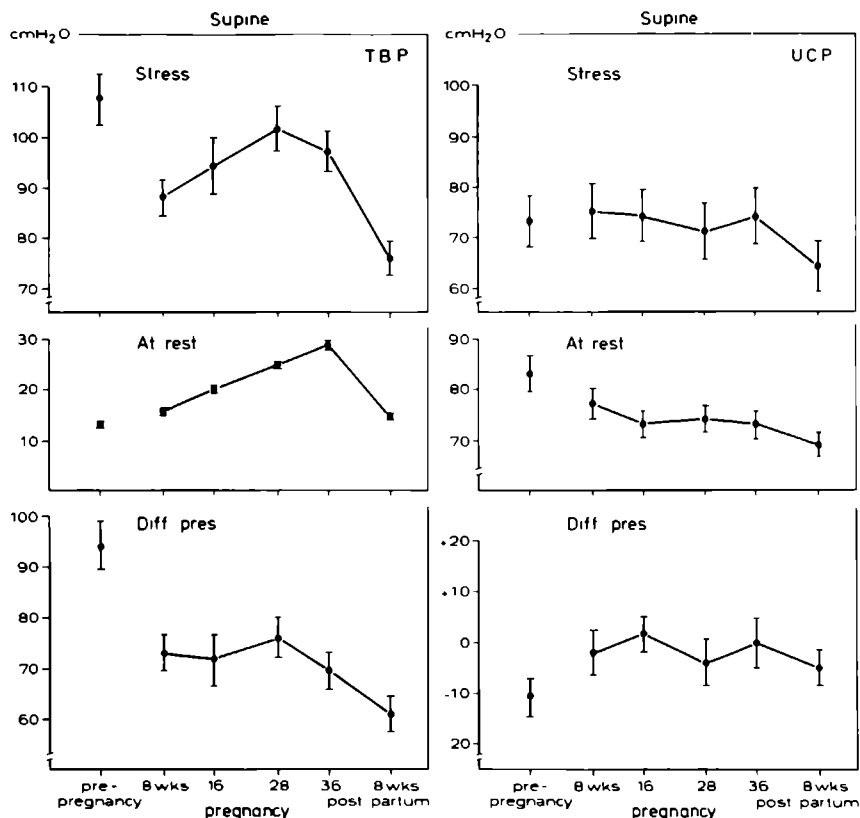 Supine
cmH₂O
TBP
Stress
110
100
90
80
70
At rest
30
20
10
Diff pres
100
90
80
70
60
pre- 8 wks 16 28 36 8 wks
pregnancy pregnancy post partum
Supine
cmH₂O
UCP
100
Stress
90
80
70
60
90
At rest
80
70
Diff pres
+20
+10
0
-10
20
pre- 8 wks 16 28 36 8 wks
pregnancy pregnancy post partum